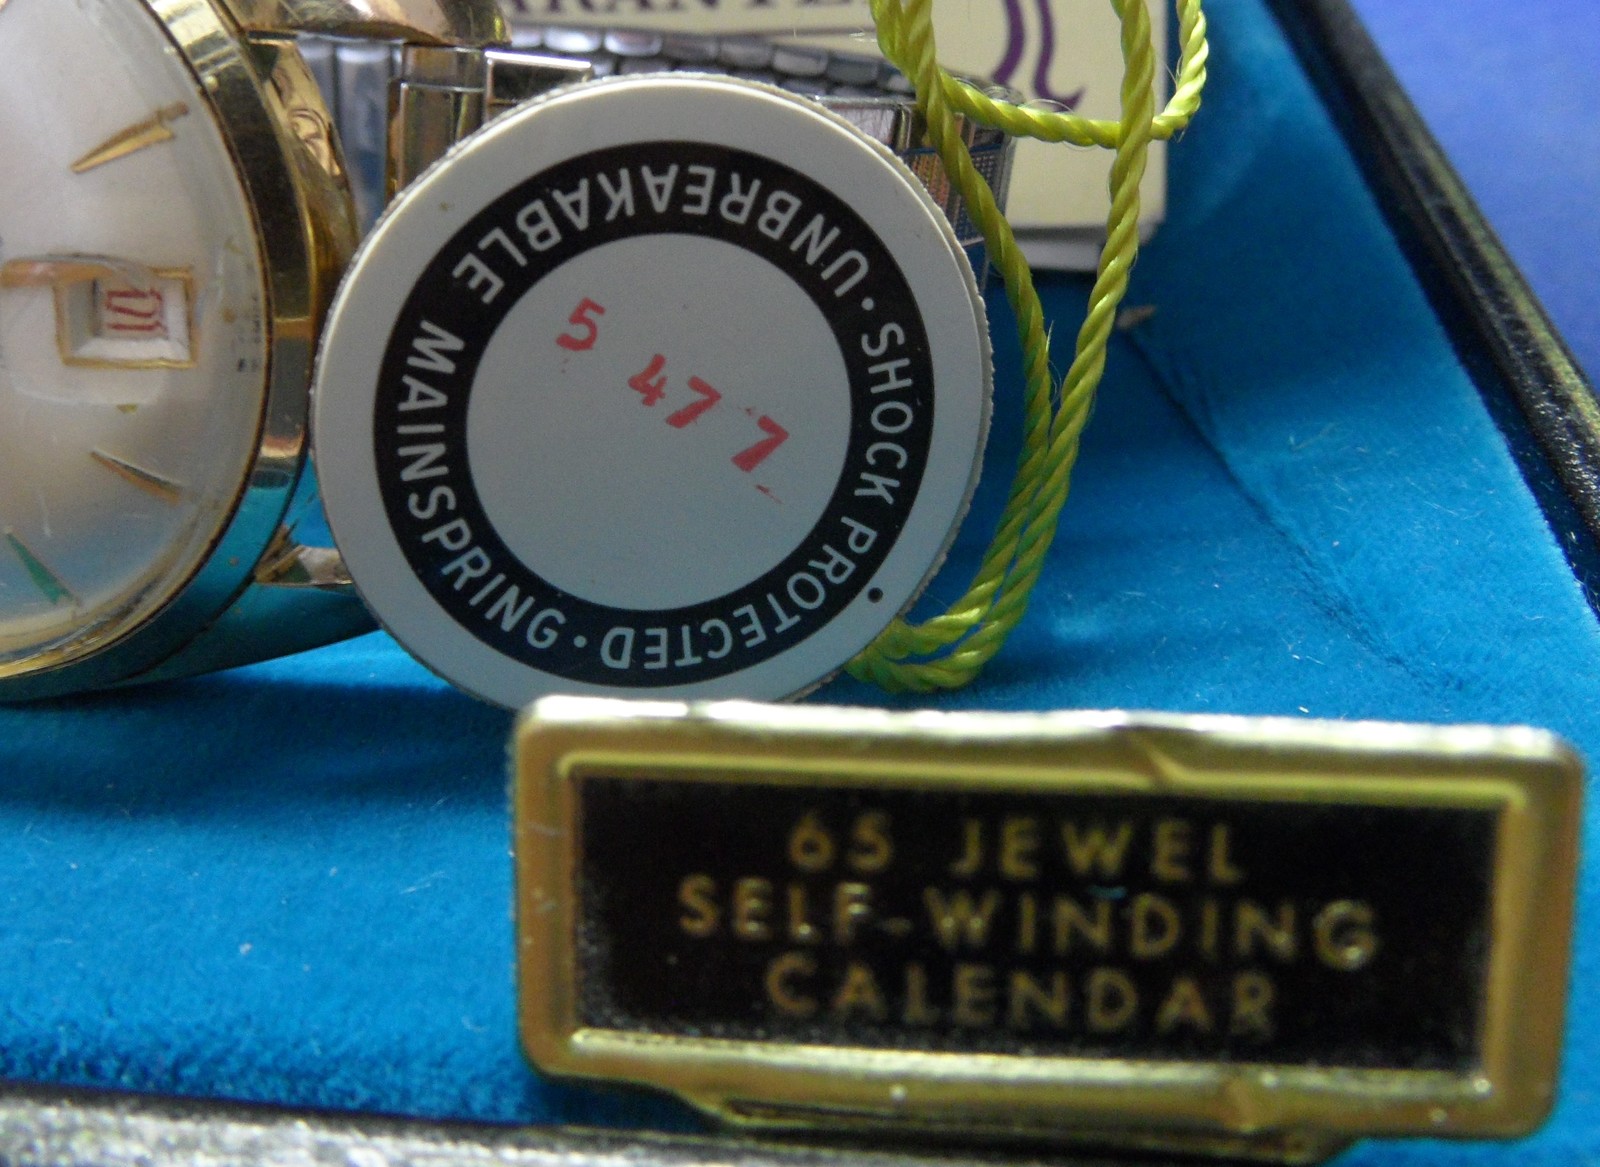 UNBREAKABLE MAINSPRING · SHOCK PROTECTED ·
5 477
65 JEWEL
SELF-WINDING
CALENDAR